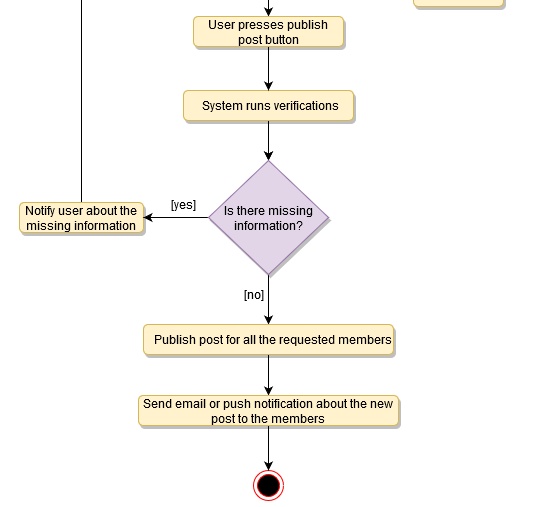 User presses publish
post button
System runs verifications
Is there missing
information?
[yes]
Notify user about the
missing information
[no]
Publish post for all the requested members
Send email or push notification about the new
post to the members